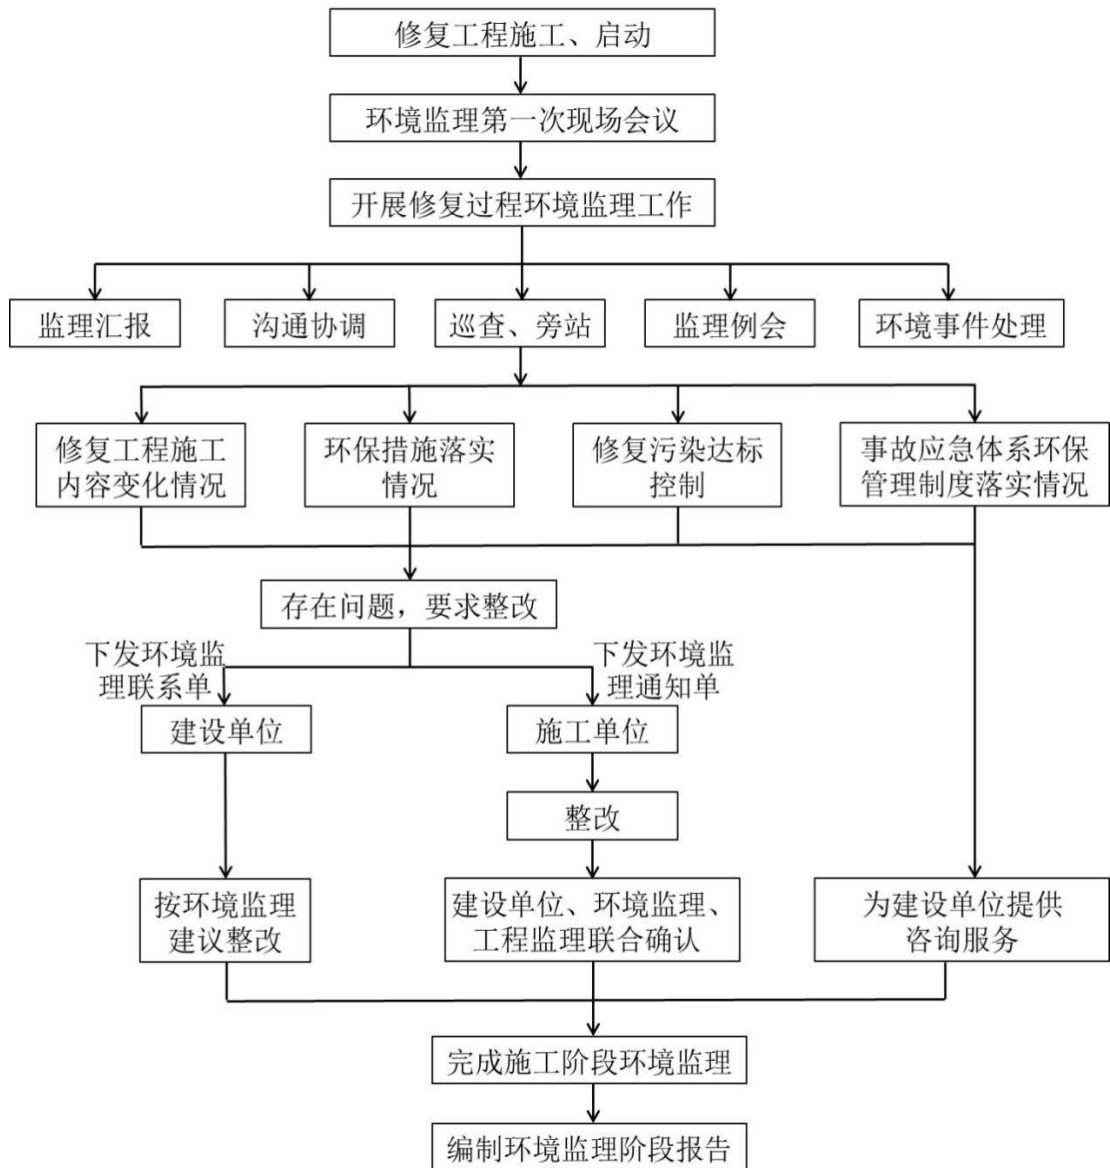 修复工程施工、启动
环境监理第一次现场会议
开展修复过程环境监理工作
监理汇报
沟通协调
巡查、旁站
监理例会
环境事件处理
修复工程施工
内容变化情况
环保措施落实
情况
修复污染达标
控制
事故应急体系环保
管理制度落实情况
存在问题，要求整改
下发环境监
理联系单
下发环境监
理通知单
建设单位
施工单位
整改
按环境监理
建议整改
建设单位、环境监理、
工程监理联合确认
为建设单位提供
咨询服务
完成施工阶段环境监理
编制环境监理阶段报告